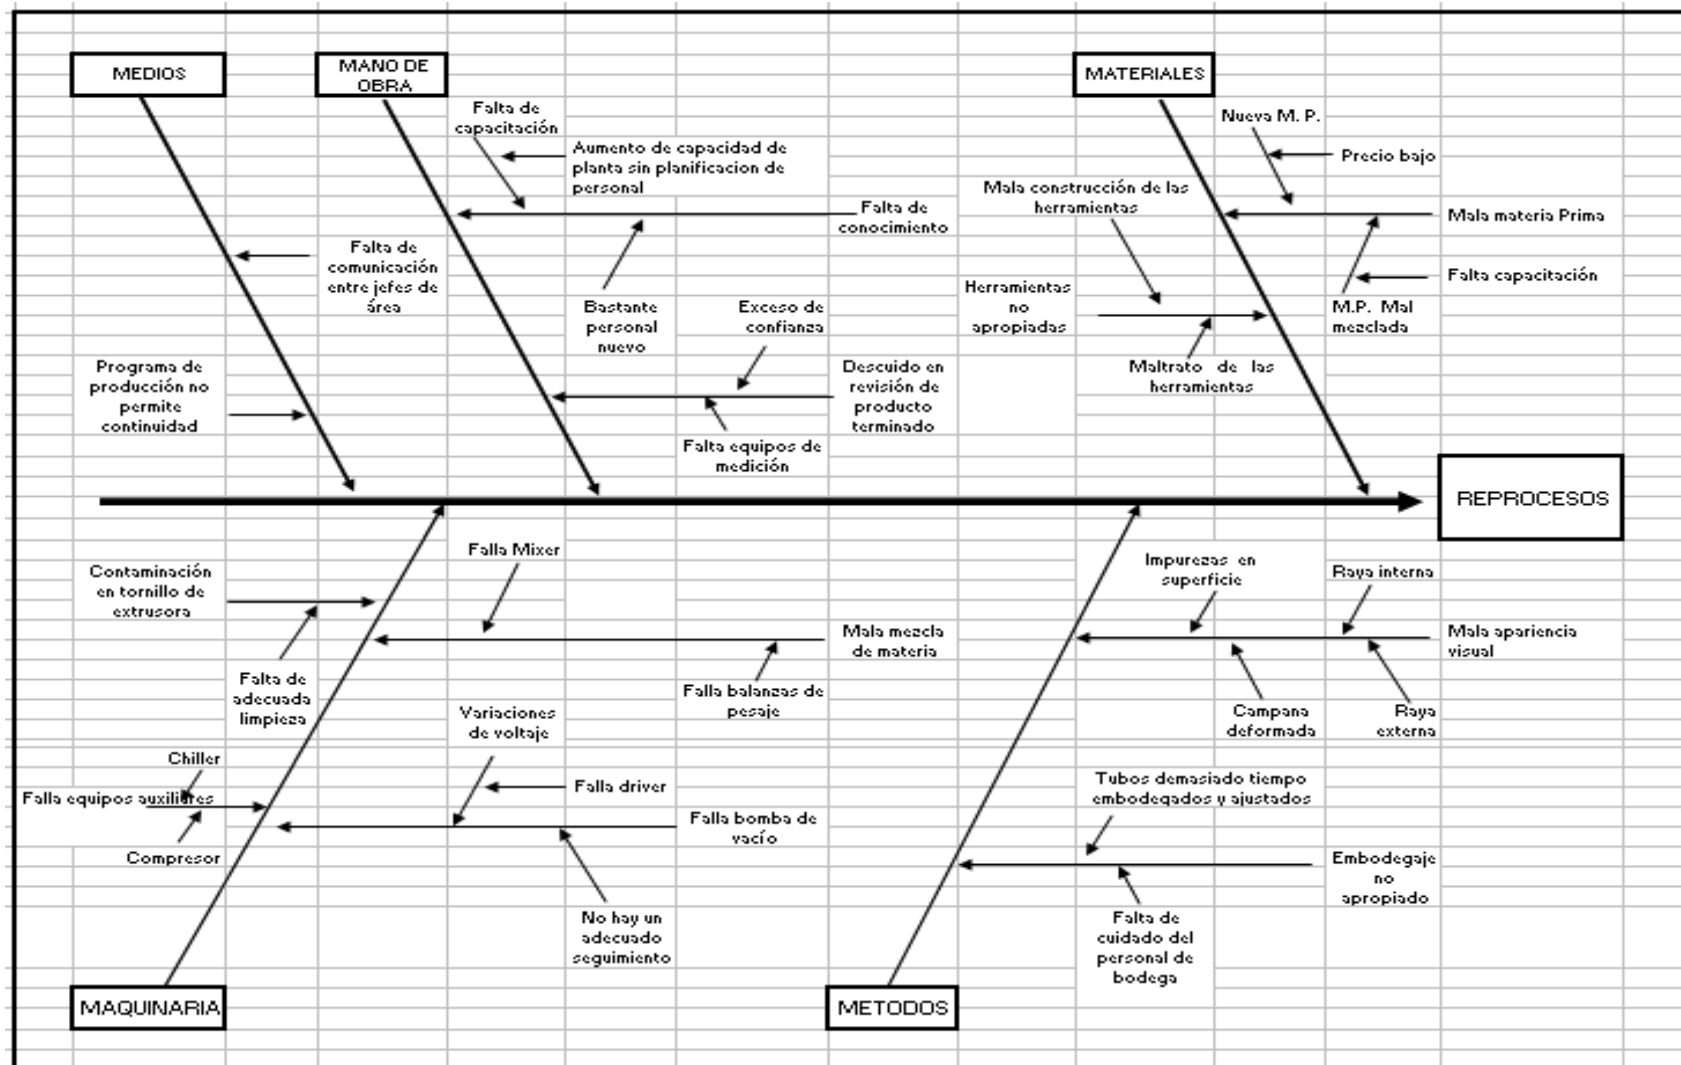 MEDIOS
MANO DE
OBRA
MATERIALES
Falta de
capacitación
Aumento de capacidad de
planta sin planificacion de
personal
Falta de
conocimiento
Bastante
personal
nuevo
Falta de
comunicación
entre jefes de
área
Programa de
producción no
permite
continuidad
Exceso de
confianza
Descuido en
revisión de
producto
terminado
Falta equipos de
medición
Nueva M. P.
Precio bajo
Mala materia Prima
Falta capacitación
M.P. Mal
mezclada
Mala construcción de las
herramientas
Herramientas
no
apropiadas
Maltrato de las
herramientas
REPROCESOS
Contaminación
en tornillo de
extrusora
Falta de
adecuada
limpieza
Falla Mixer
Mala mezcla
de materia
Falla balanzas de
pesaje
Chiller
Falla equipos auxiliares
Compresor
Variaciones
de voltaje
Falla driver
Falla bomba de
vacío
No hay un
adecuado
seguimiento
Impurezas en
superficie
Raya interna
Mala apariencia
visual
Campana
deformada
Raya
externa
Tubos demasiado tiempo
embodegados y ajustados
Embodegaje
no
apropiado
Falta de
cuidado del
personal de
bodega
MAQUINARIA
METODOS